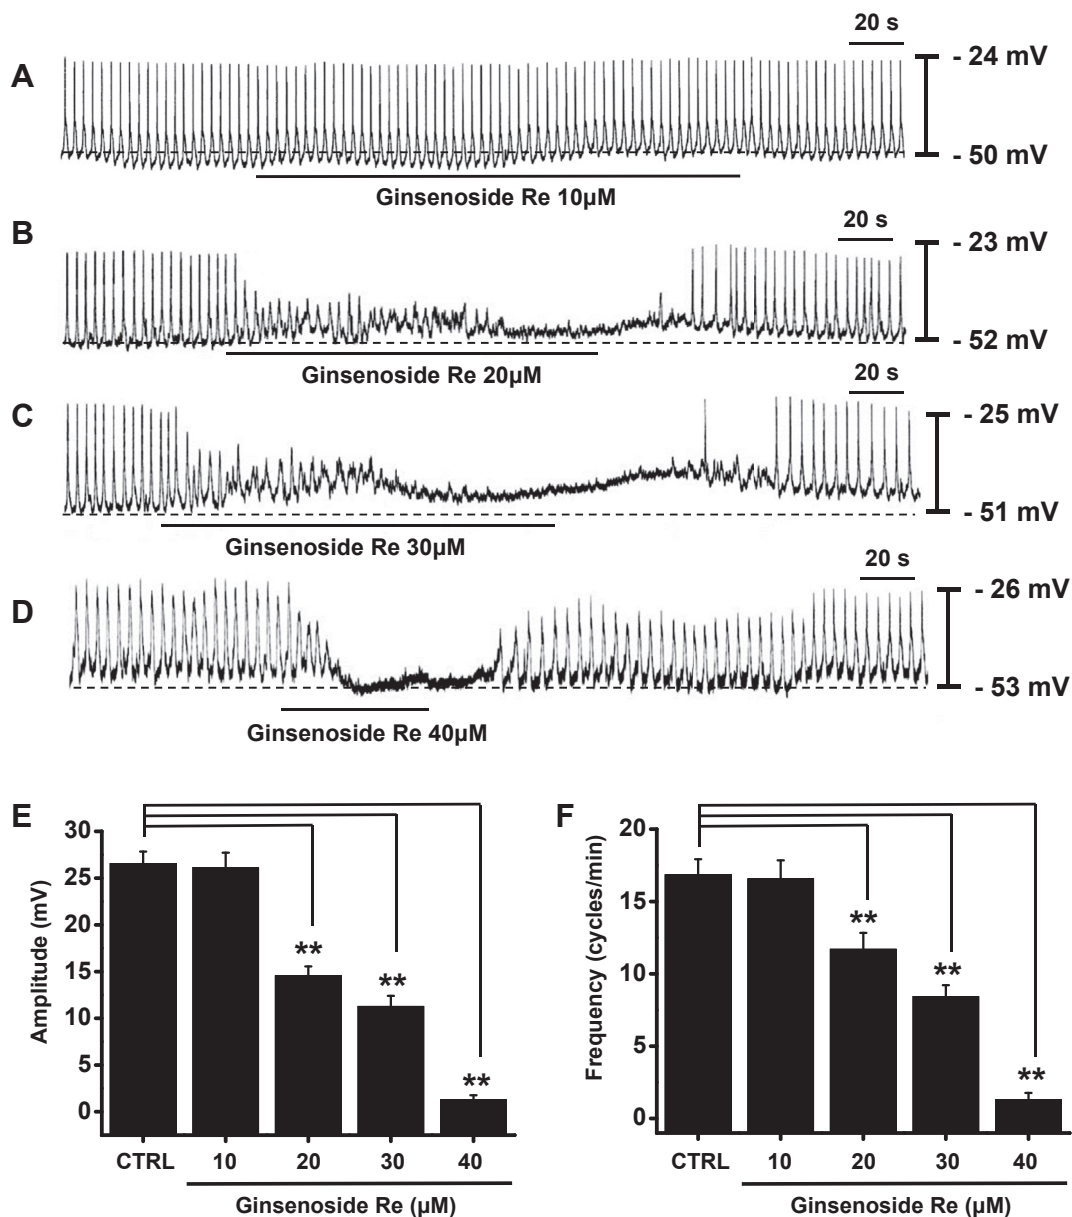 20 s
A
- 24 mV
- 50 mV
Ginsenoside Re 10µM
B
20 s
- 23 mV
- 52 mV
Ginsenoside Re 20µM
20 s
C
- 25 mV
- 51 mV
Ginsenoside Re 30µM
20 s
D
- 26 mV
- 53 mV
Ginsenoside Re 40µM
E
Amplitude (mV)
30
25
20
15
10
5
0
**
**
**
CTRL 10 20 30 40
Ginsenoside Re (µM)
F
Frequency (cycles/min)
20
15
10
5
0
**
**
**
CTRL 10 20 30 40
Ginsenoside Re (µM)